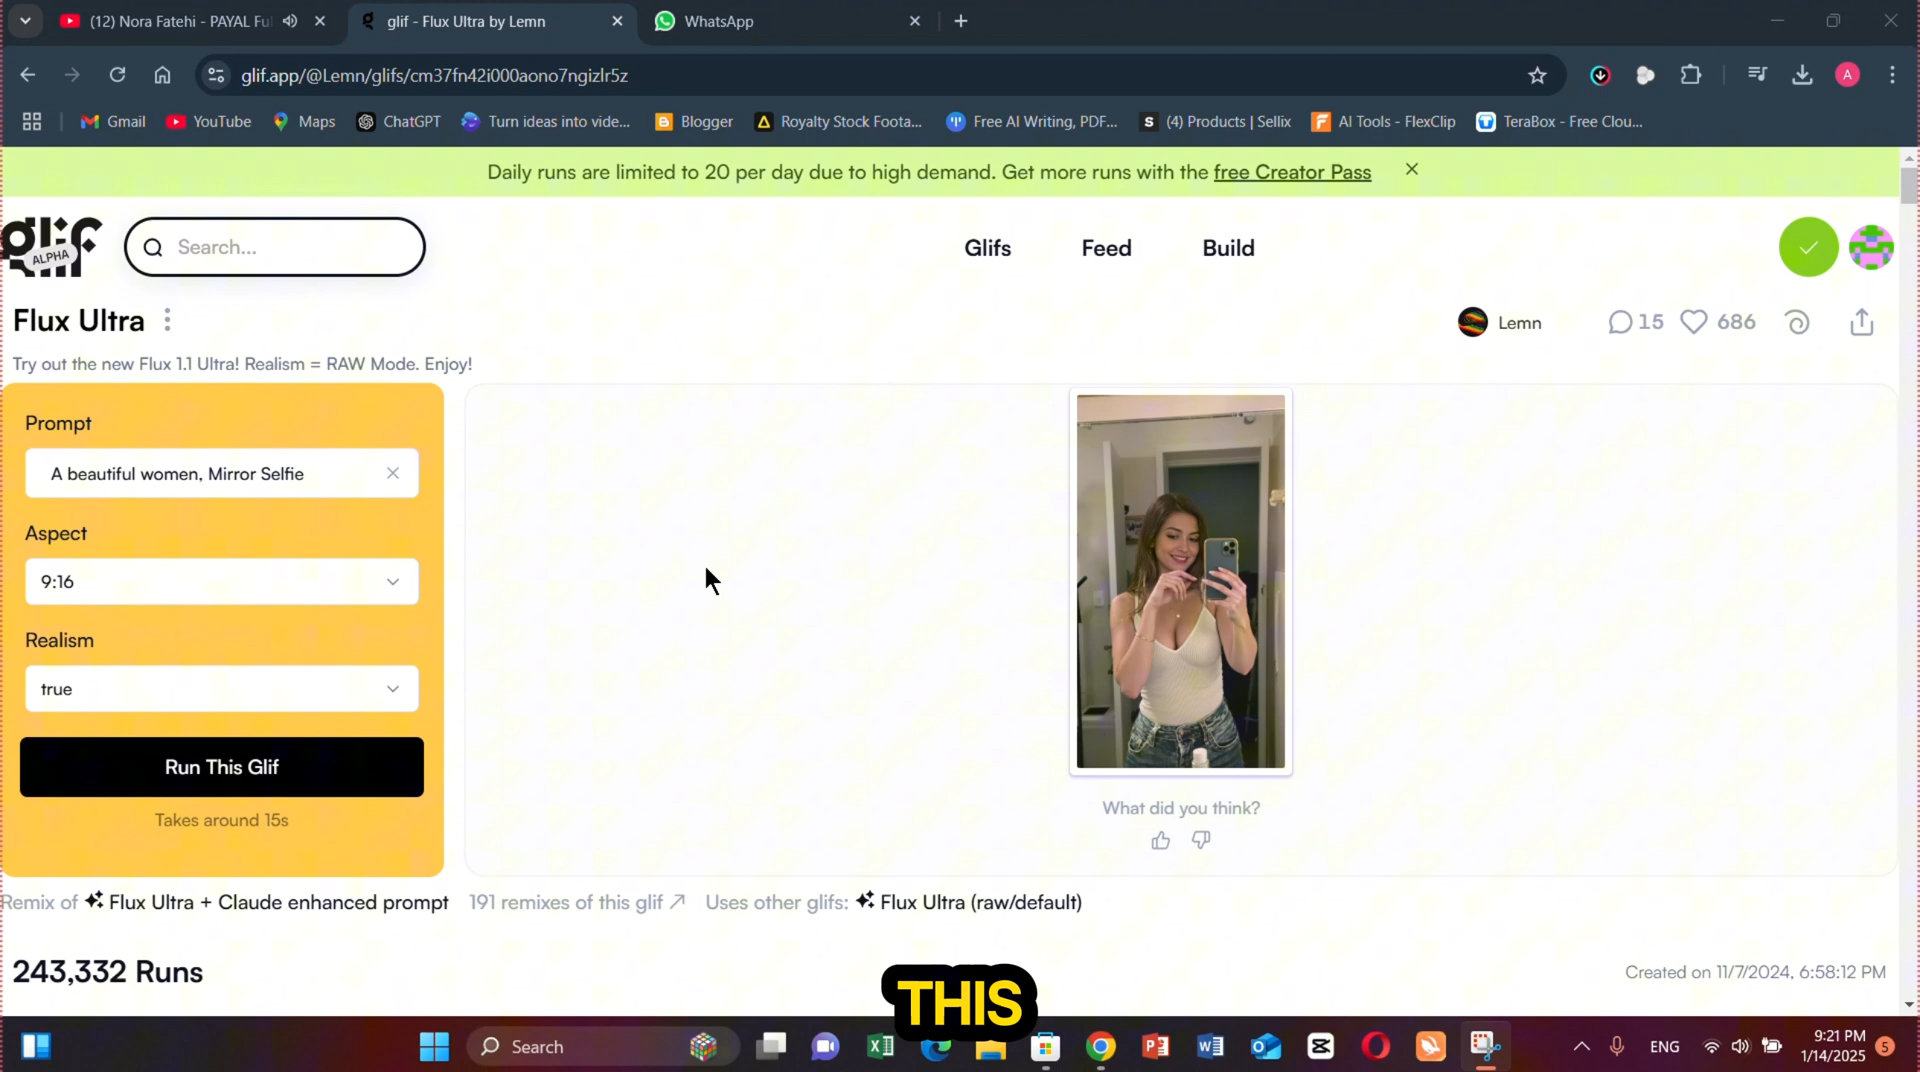 (12) Nora Fatehi - PAYAL Ful
glif - Flux Ultra by Lemn
WhatsApp
glif.app/@Lemn/glifs/cm37fn42i000aono7ngizlr5z
A
Gmail
YouTube
Maps
ChatGPT
Turn ideas into vide...
Blogger
Royalty Stock Foota...
Free AI Writing, PDF...
(4) Products | Sellix
AI Tools - FlexClip
TeraBox - Free Clou...
Daily runs are limited to 20 per day due to high demand. Get more runs with the free Creator Pass
glif
ALPHA
Search...
Glifs
Feed
Build
Flux Ultra
Lemn
15
686
Try out the new Flux 1.1 Ultra! Realism = RAW Mode. Enjoy!
Prompt
A beautiful women, Mirror Selfie
Aspect
9:16
Realism
true
Run This Glif
Takes around 15s
What did you think?
Remix of Flux Ultra + Claude enhanced prompt
191 remixes of this glif
Uses other glifs: Flux Ultra (raw/default)
243,332 Runs
Created on 11/7/2024, 6:58:12 PM
THIS
Search
ENG
9:21 PM
1/14/2025
5